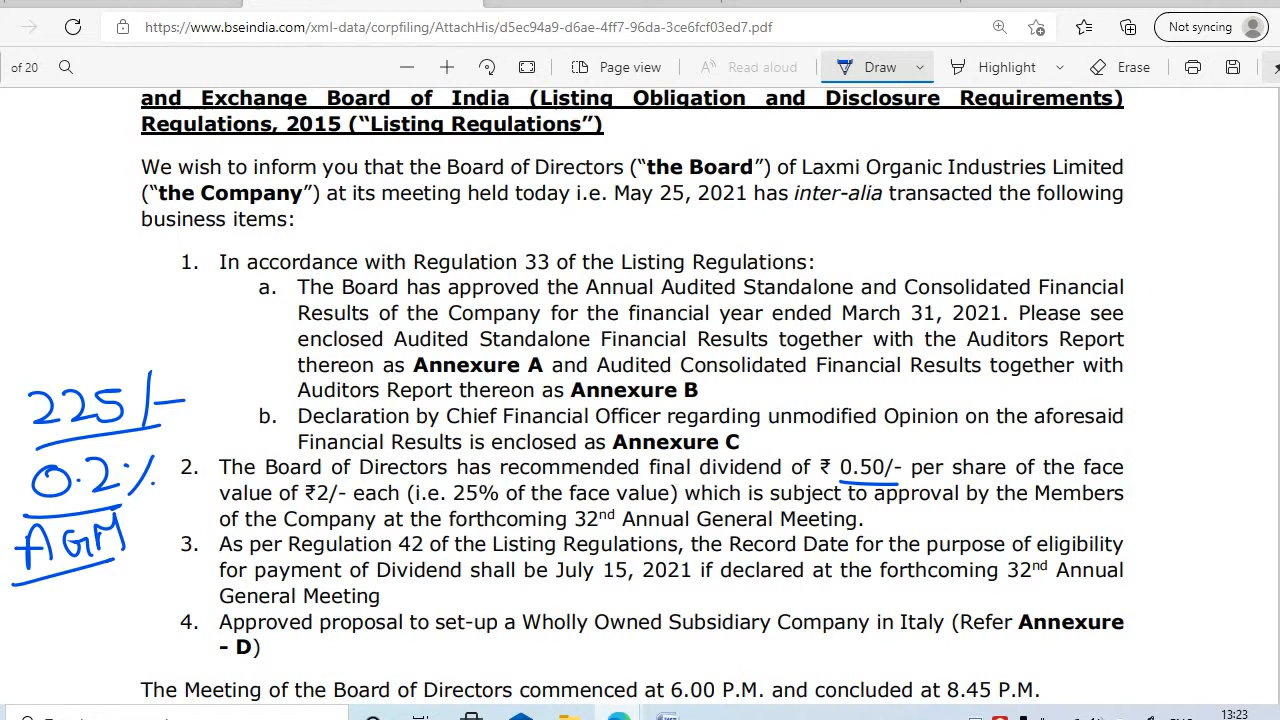 https://www.bseindia.com/xml-data/corpfiling/AttachHis/d5ec94a9-d6ae-4ff7-96da-3ce6fcf03ed7.pdf
Not syncing
of 20
Page view
Read aloud
Draw
Highlight
Erase
and Exchange Board of India (Listing Obligation and Disclosure Requirements)
Regulations, 2015 (“Listing Regulations”)
We wish to inform you that the Board of Directors (“the Board”) of Laxmi Organic Industries Limited
(“the Company”) at its meeting held today i.e. May 25, 2021 has inter-alia transacted the following
business items:
1. In accordance with Regulation 33 of the Listing Regulations:
a. The Board has approved the Annual Audited Standalone and Consolidated Financial
Results of the Company for the financial year ended March 31, 2021. Please see
enclosed Audited Standalone Financial Results together with the Auditors Report
thereon as Annexure A and Audited Consolidated Financial Results together with
Auditors Report thereon as Annexure B
b. Declaration by Chief Financial Officer regarding unmodified Opinion on the aforesaid
Financial Results is enclosed as Annexure C
2. The Board of Directors has recommended final dividend of ₹ 0.50/- per share of the face
value of ₹2/- each (i.e. 25% of the face value) which is subject to approval by the Members
of the Company at the forthcoming 32nd Annual General Meeting.
3. As per Regulation 42 of the Listing Regulations, the Record Date for the purpose of eligibility
for payment of Dividend shall be July 15, 2021 if declared at the forthcoming 32nd Annual
General Meeting
4. Approved proposal to set-up a Wholly Owned Subsidiary Company in Italy (Refer Annexure
– D)
The Meeting of the Board of Directors commenced at 6.00 P.M. and concluded at 8.45 P.M.
225/-
0.2%
AGM
13:23